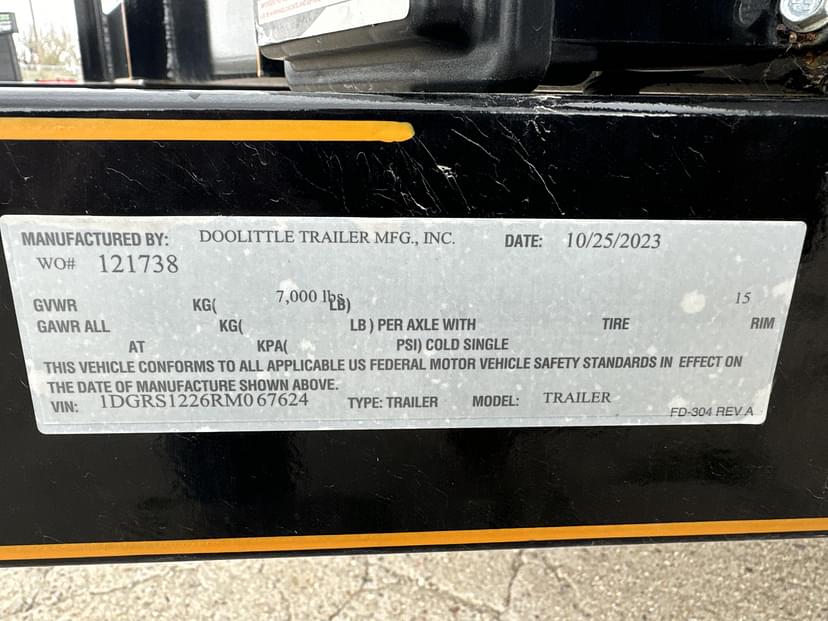 MANUFACTURED BY: DOOLITTLE TRAILER MFG., INC. DATE: 10/25/2023
WO# 121738
GVWR KG( 7,000 lbs LB) 15
GAWR ALL KG( LB ) PER AXLE WITH TIRE RIM
AT KPA( PSI) COLD SINGLE
THIS VEHICLE CONFORMS TO ALL APPLICABLE US FEDERAL MOTOR VEHICLE SAFETY STANDARDS IN EFFECT ON
THE DATE OF MANUFACTURE SHOWN ABOVE.
VIN: 1DGRS1226RM067624 TYPE: TRAILER MODEL: TRAILER
FD-304 REV.A